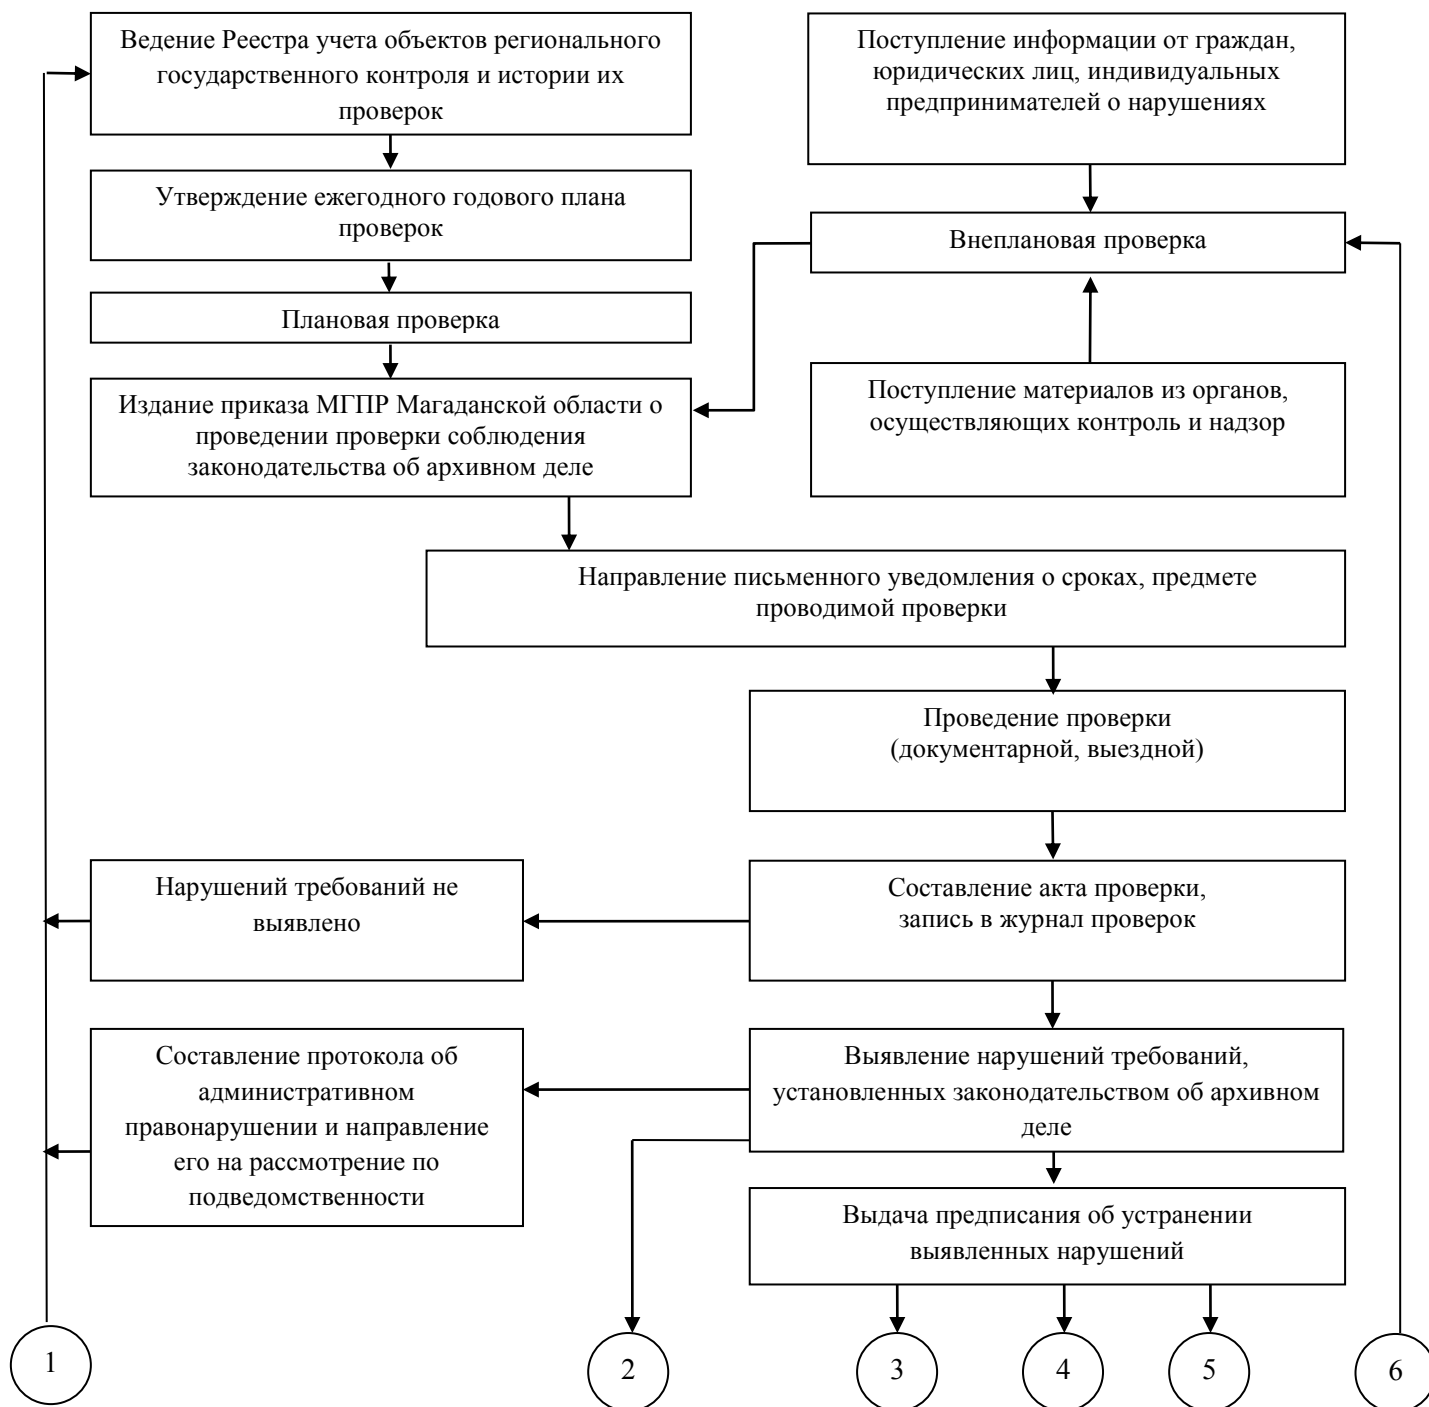 Ведение Реестра учета объектов регионального
государственного контроля и истории их
проверок
Поступление информации от граждан,
юридических лиц, индивидуальных
предпринимателей о нарушениях
Утверждение ежегодного годового плана
проверок
Внеплановая проверка
Плановая проверка
Издание приказа МГПР Магаданской области о
проведении проверки соблюдения
законодательства об архивном деле
Поступление материалов из органов,
осуществляющих контроль и надзор
Направление письменного уведомления о сроках, предмете
проводимой проверки
Проведение проверки
(документарной, выездной)
Нарушений требований не
выявлено
Составление акта проверки,
запись в журнал проверок
Составление протокола об
административном
правонарушении и направление
его на рассмотрение по
подведомственности
Выявление нарушений требований,
установленных законодательством об архивном
деле
Выдача предписания об устранении
выявленных нарушений
1
2
3
4
5
6